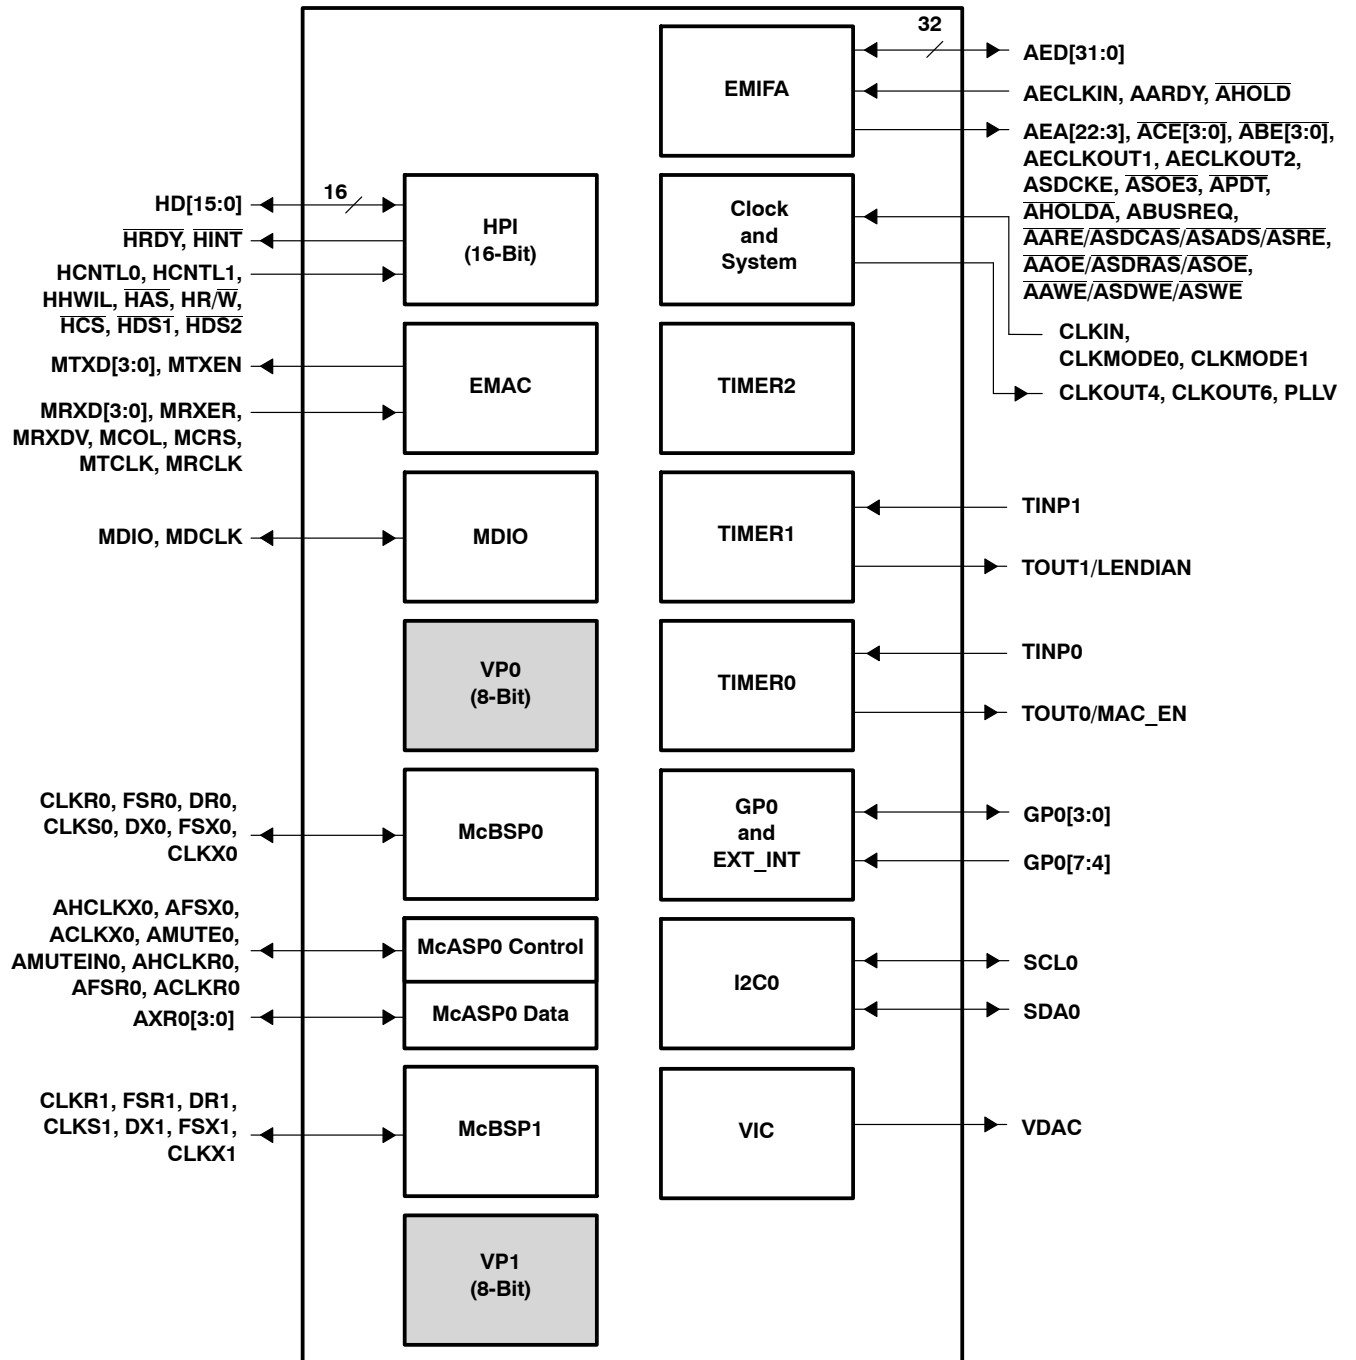 32
EMIFA
AED[31:0]
AECLKIN, AARDY, AHOLD
AEA[22:3], ACE[3:0], ABE[3:0],
AECLKOUT1, AECLKOUT2,
ASDCKE, ASOE3, APDT,
AHOLDA, ABUSREQ,
AARE/ASDCAS/ASADS/ASRE,
AAOE/ASDRAS/ASOE,
AAWE/ASDWE/ASWE
16
HD[15:0]
HRDY, HINT
HCNTL0, HCNTL1,
HHWIL, HAS, HR/W,
HCS, HDS1, HDS2
HPI
(16-Bit)
Clock
and
System
CLKIN,
CLKMODE0, CLKMODE1
CLKOUT4, CLKOUT6, PLLV
MTXD[3:0], MTXEN
MRXD[3:0], MRXER,
MRXDV, MCOL, MCRS,
MTCLK, MRCLK
EMAC
TIMER2
MDIO, MDCLK
MDIO
TIMER1
TINP1
TOUT1/LENDIAN
VP0
(8-Bit)
TIMER0
TINP0
TOUT0/MAC_EN
CLKR0, FSR0, DR0,
CLKS0, DX0, FSX0,
CLKX0
McBSP0
GP0
and
EXT_INT
GP0[3:0]
GP0[7:4]
AHCLKX0, AFSX0,
ACLKX0, AMUTE0,
AMUTEIN0, AHCLKR0,
AFSR0, ACLKR0
AXR0[3:0]
McASP0 Control
McASP0 Data
I2C0
SCL0
SDA0
CLKR1, FSR1, DR1,
CLKS1, DX1, FSX1,
CLKX1
McBSP1
VIC
VDAC
VP1
(8-Bit)